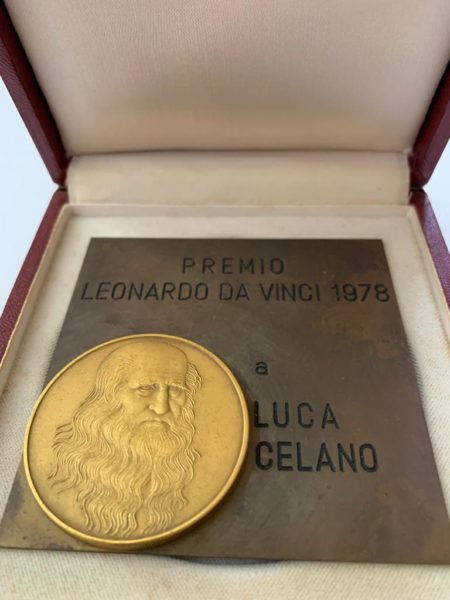 PREMIO
LEONARDO DA VINCI 1978
a
LUCA
CELANO